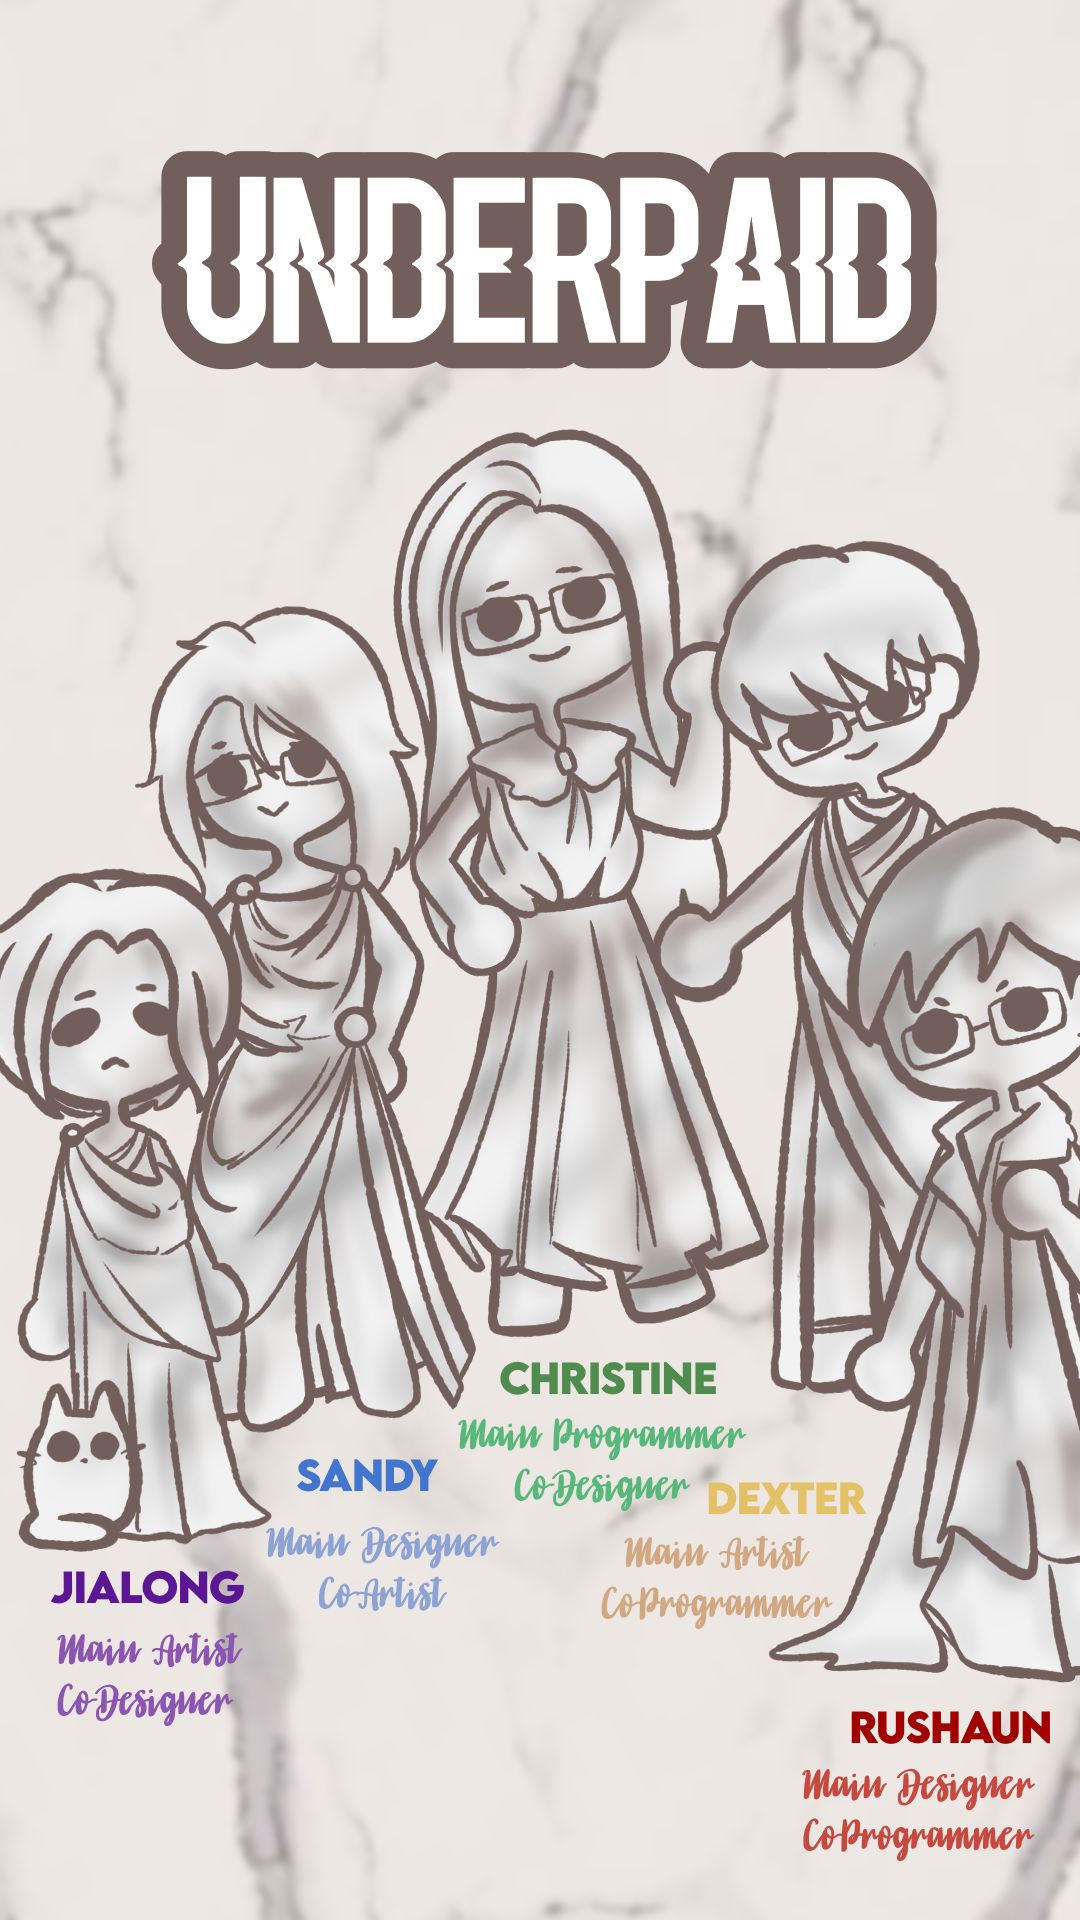 UNDERPAID
CHRISTINE
Main Programmer
CoDesigner
SANDY
Main Designer
CoArtist
DEXTER
Main Artist
CoProgrammer
JIALONG
Main Artist
CoDesigner
RUSHAUN
Main Designer
CoProgrammer